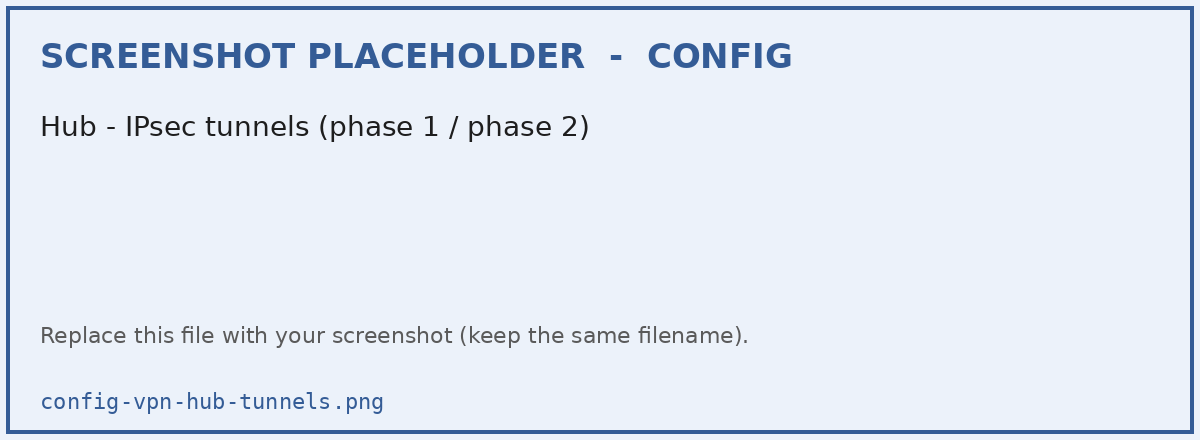 SCREENSHOT PLACEHOLDER - CONFIG
Hub - IPsec tunnels (phase 1 / phase 2)
Replace this file with your screenshot (keep the same filename).
config-vpn-hub-tunnels.png